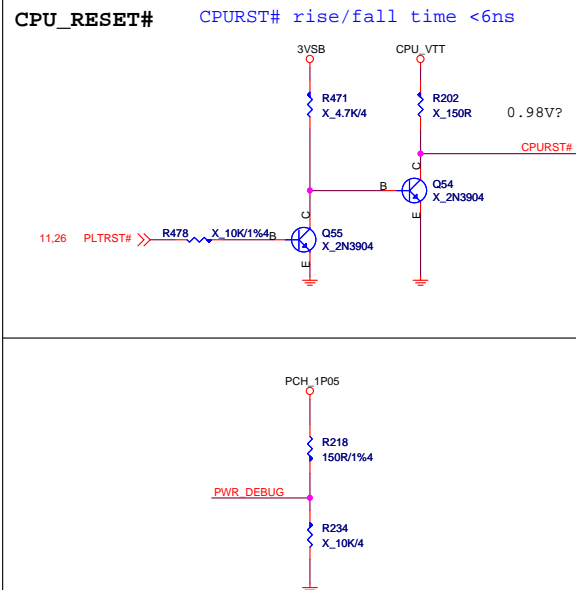 CPU_RESET#
CPURST# rise/fall time <6ns
3VSB
CPU_VTT
R471
X_4.7K/4
R202
X_150R
0.98V?
CPURST#
C
B
Q54
X_2N3904
E
C
11,26 PLTRST# R478 X_10K/1%4
B
Q55
X_2N3904
E
PCH_1P05
R218
150R/1%4
PWR_DEBUG
R234
X_10K/4